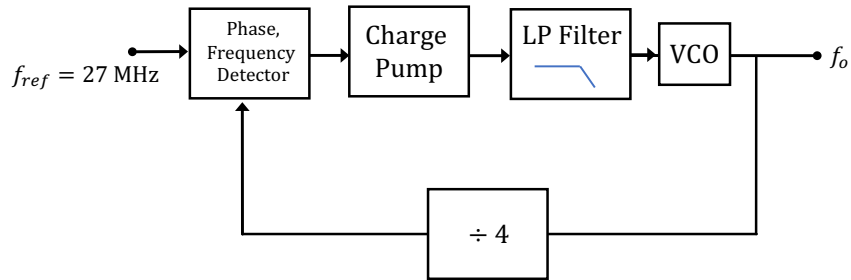 Phase,
Frequency
Detector
Charge
Pump
LP Filter
VCO
f_o
f_ref = 27 MHz
÷ 4